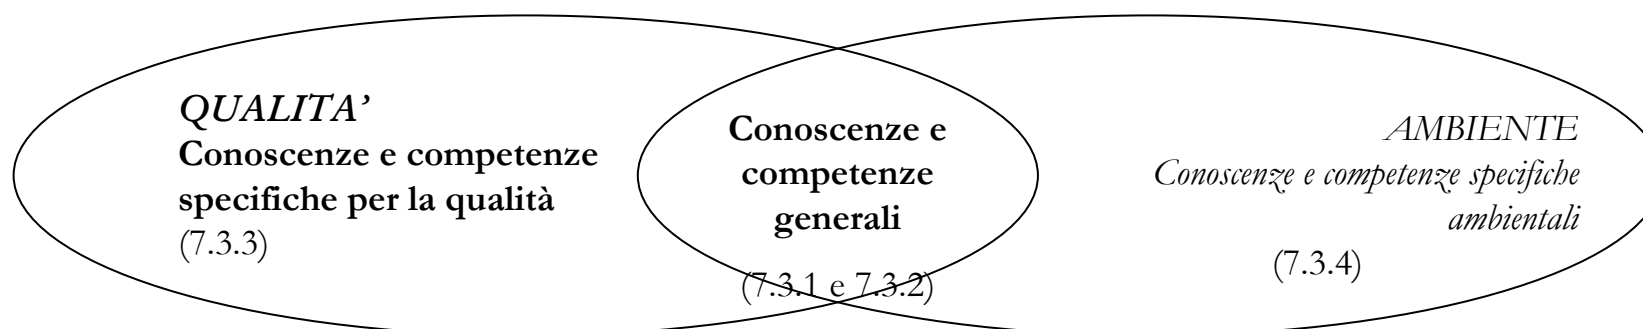 QUALITA’
Conoscenze e competenze
specifiche per la qualità
(7.3.3)
Conoscenze e
competenze
generali
(7.3.1 e 7.3.2)
AMBIENTE
Conoscenze e competenze specifiche
ambientali
(7.3.4)